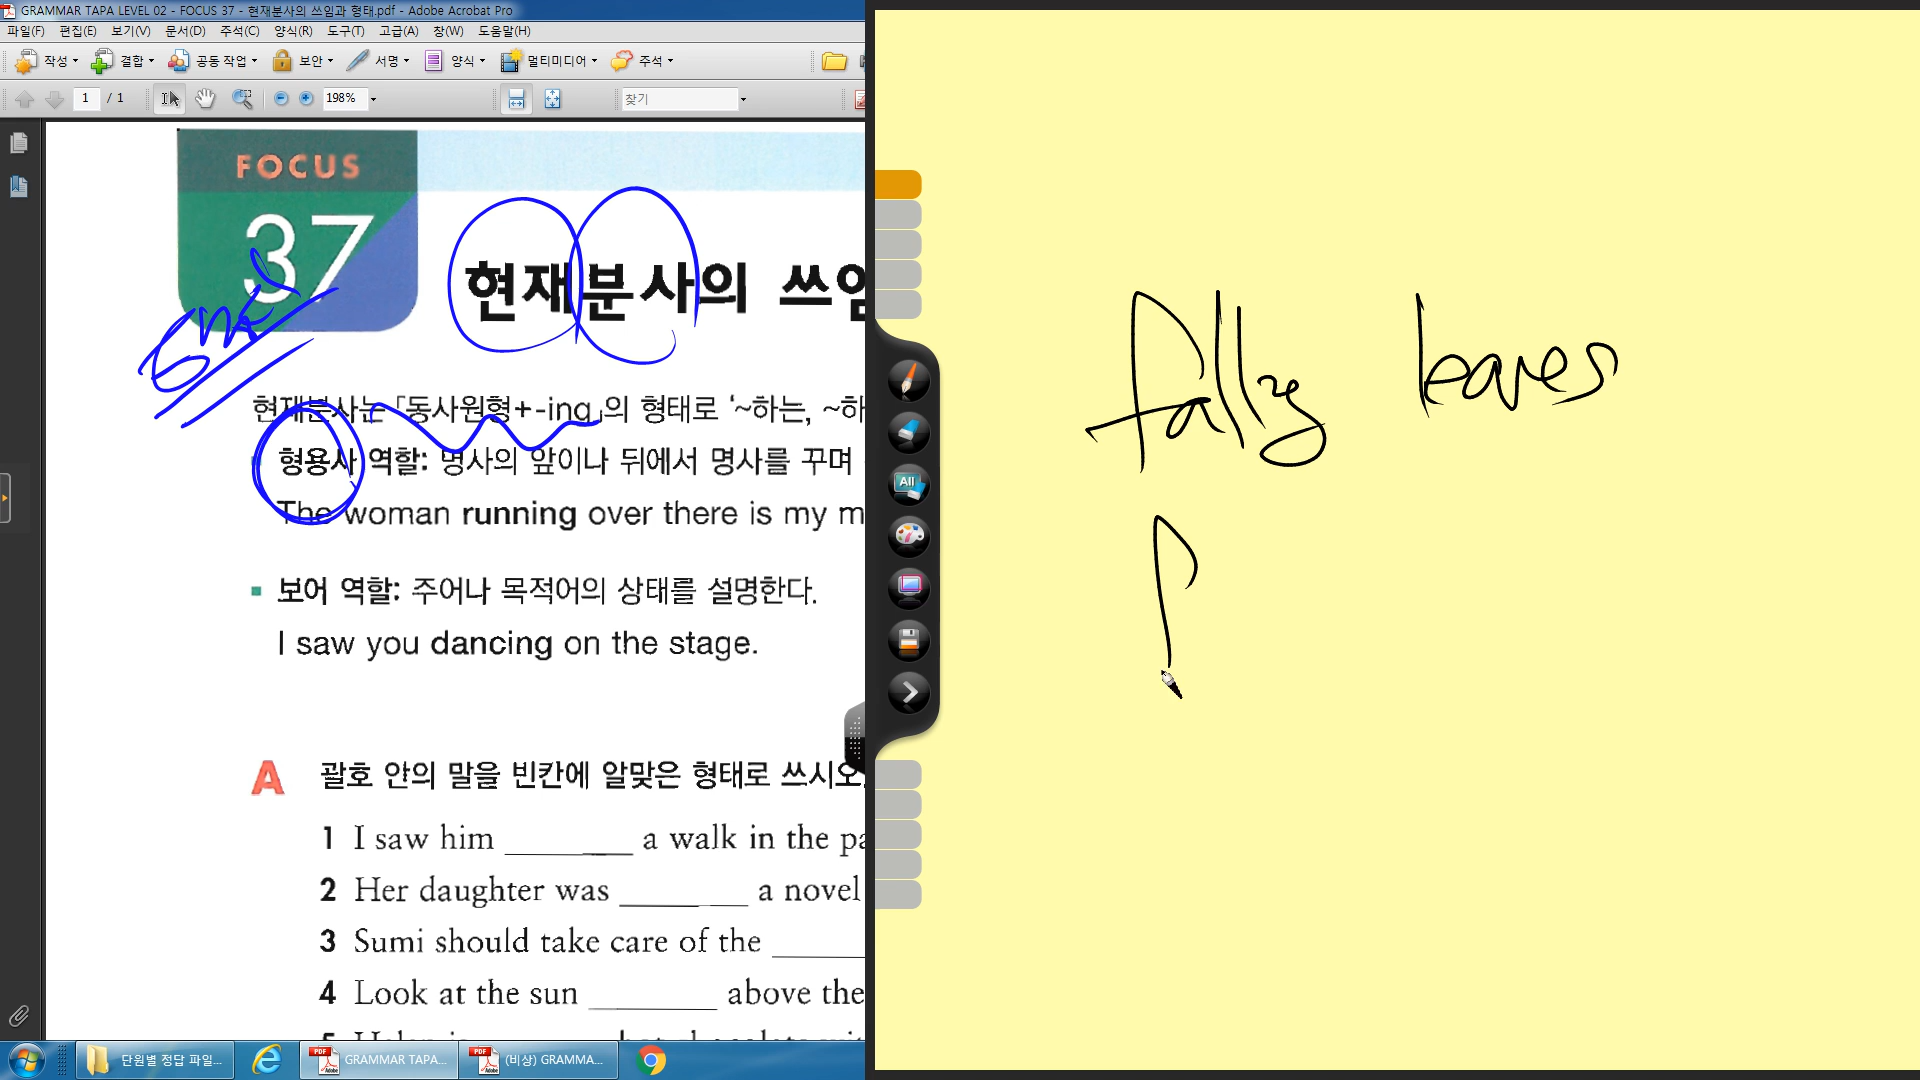 GRAMMAR TAPA LEVEL 02 - FOCUS 37 - 현재분사의 쓰임과 형태.pdf - Adobe Acrobat Pro
파일(F) 편집(E) 보기(V) 문서(D) 주석(C) 양식(R) 도구(T) 고급(A) 창(W) 도움말(H)
작성 결합 공동 작업 보안 서명 양식 멀티미디어 주석
1 / 1 198% 찾기
FOCUS
37
현재분사의 쓰임
현재분사는 「동사원형+-ing」의 형태로 '~하는, ~하
형용사 역할: 명사의 앞이나 뒤에서 명사를 꾸며
The woman running over there is my m
보어 역할: 주어나 목적어의 상태를 설명한다.
I saw you dancing on the stage.
A 괄호 안의 말을 빈칸에 알맞은 형태로 쓰시오.
1 I saw him ________ a walk in the pa
2 Her daughter was ________ a novel
3 Sumi should take care of the ______
4 Look at the sun ________ above the
falling leaves
All
단원별 정답 파일... GRAMMAR TAPA... (비상) GRAMMA...